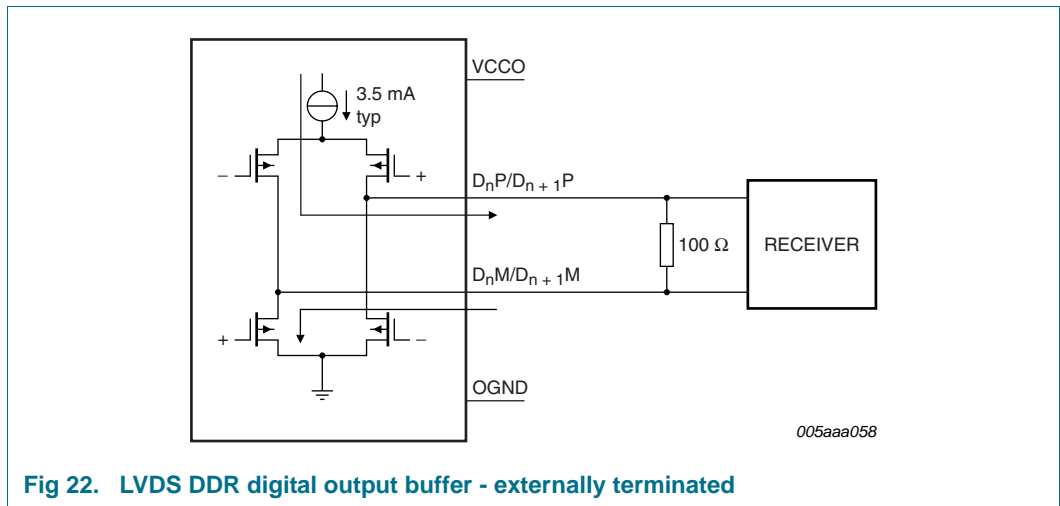 VCCO
3.5 mA
typ
−
+
DnP/Dn + 1P
100 Ω
RECEIVER
DnM/Dn + 1M
+
−
OGND
005aaa058
Fig 22. LVDS DDR digital output buffer - externally terminated